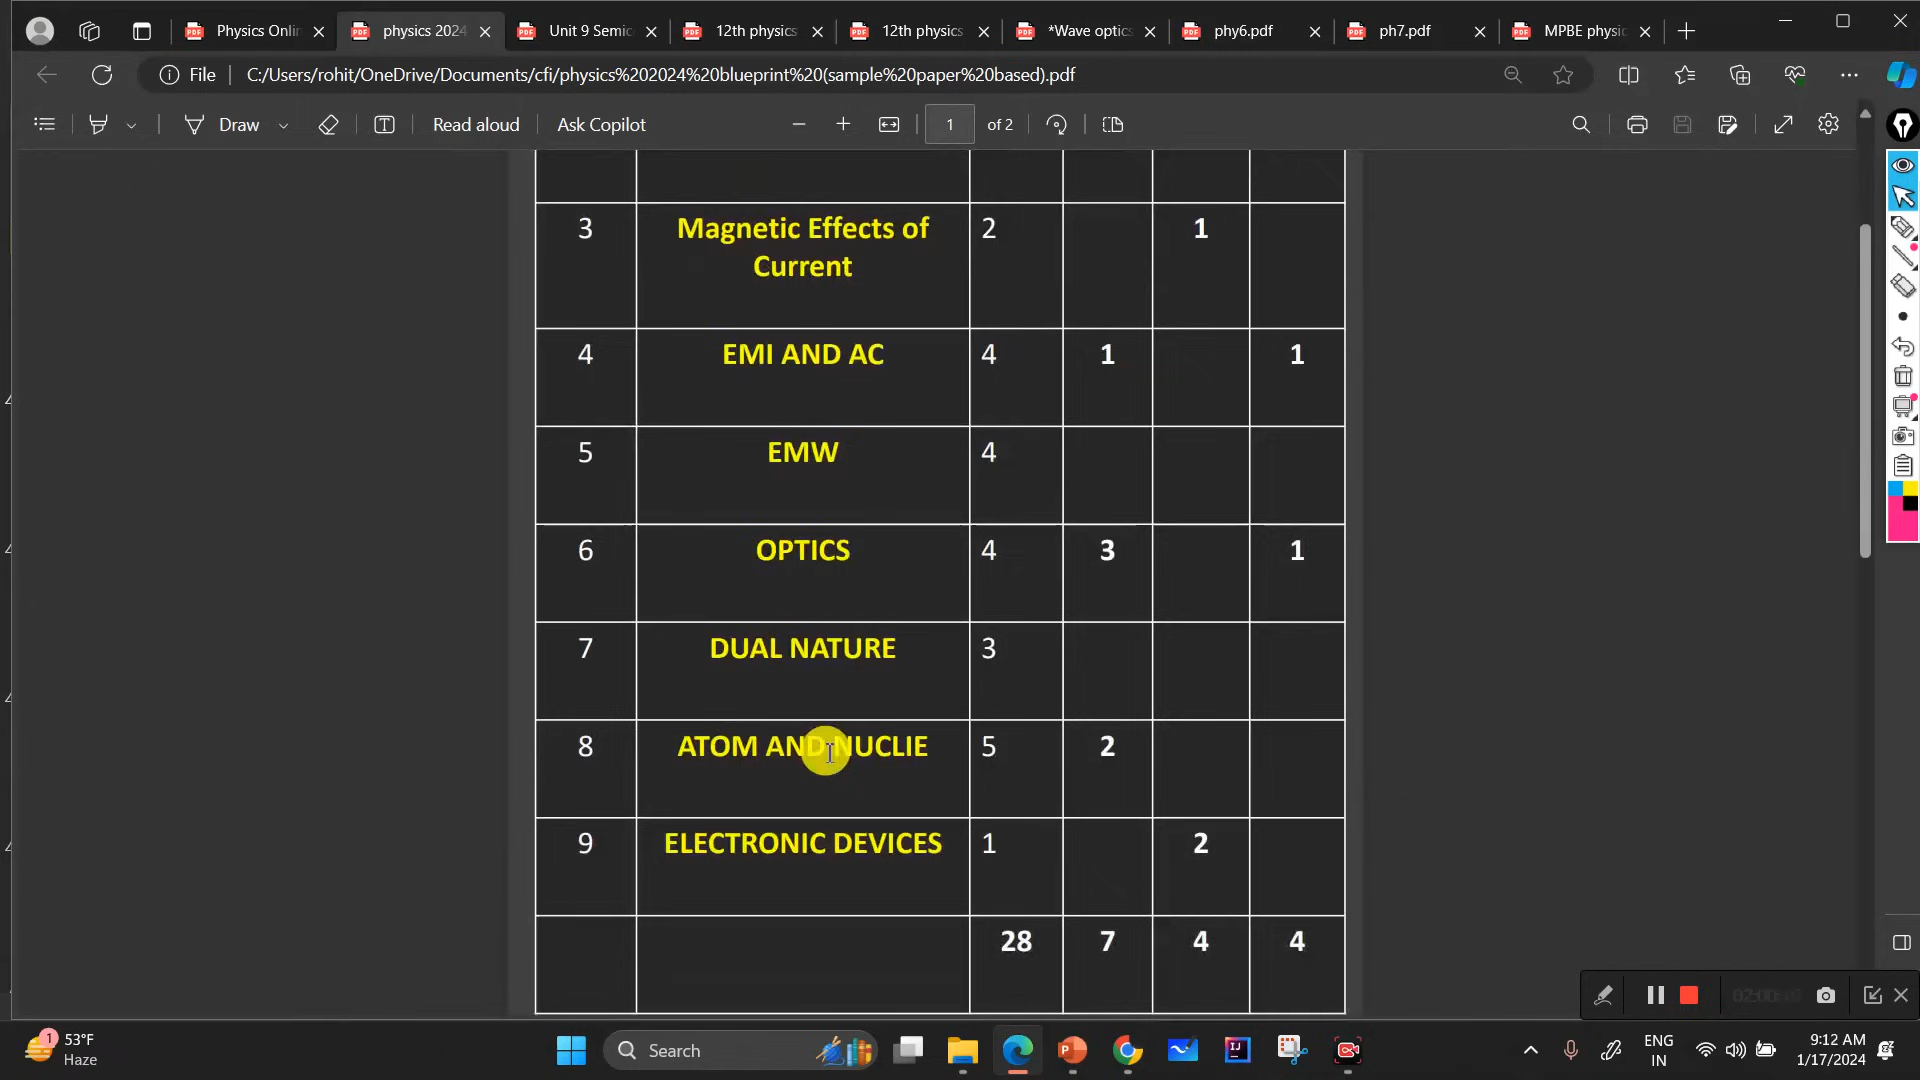 Physics Onlin
physics 2024
Unit 9 Semic
12th physics
12th physics
*Wave optics
phy6.pdf
ph7.pdf
MPBE physic
File
C:/Users/rohit/OneDrive/Documents/cfi/physics%202024%20blueprint%20(sample%20paper%20based).pdf
Draw
Read aloud
Ask Copilot
1
of 2
3
Magnetic Effects of
Current
2
1
4
EMI AND AC
4
1
1
5
EMW
4
6
OPTICS
4
3
1
7
DUAL NATURE
3
8
ATOM AND NUCLIE
5
2
9
ELECTRONIC DEVICES
1
2
28
7
4
4
1
53°F
Haze
Search
ENG
IN
9:12 AM
1/17/2024